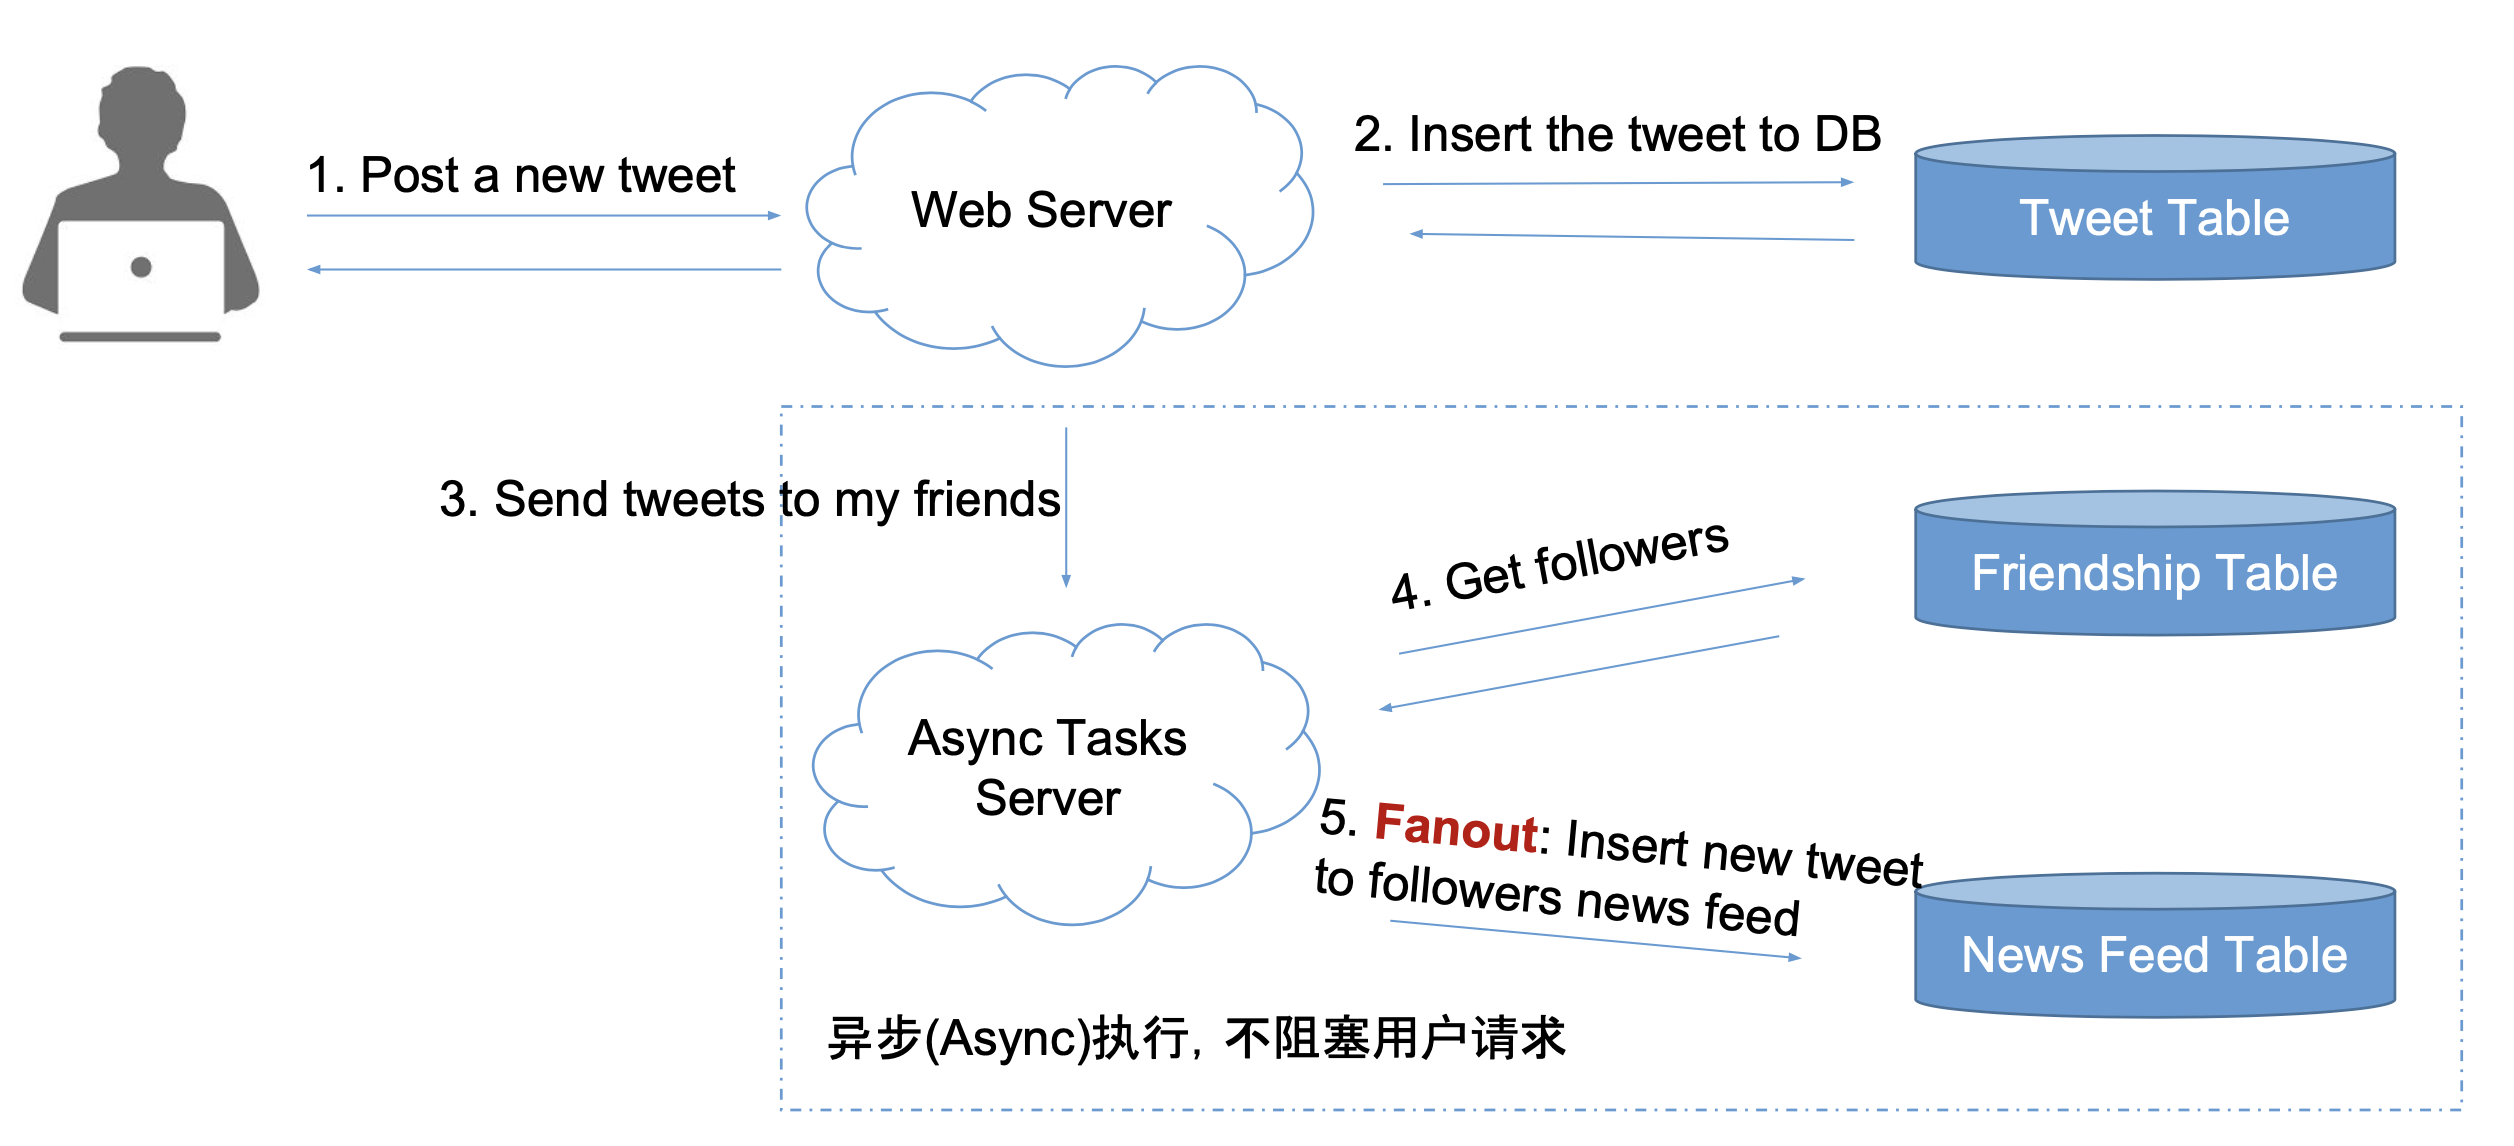 1. Post a new tweet
Web Server
2. Insert the tweet to DB
Tweet Table
3. Send tweets to my friends
4. Get followers
Friendship Table
Async Tasks
Server
5. Fanout: Insert new tweet
to followers news feed
News Feed Table
异步(Async)执行, 不阻塞用户请求